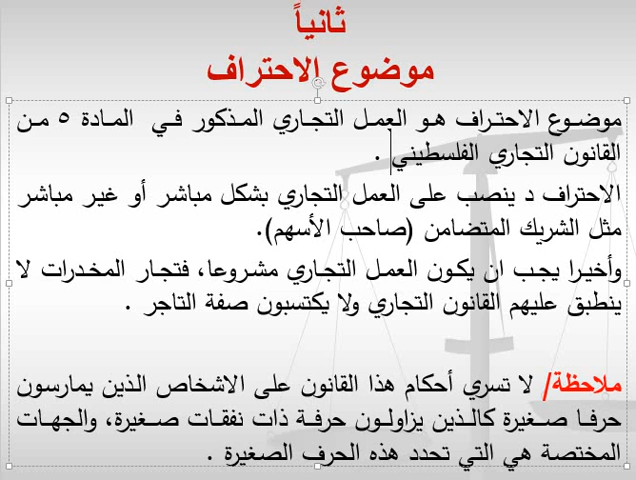 ثانياً
موضوع الاحتراف
موضوع الاحتراف هو العمل التجاري المذكور في المادة ٥ من
القانون التجاري الفلسطيني .
الاحتراف د ينصب على العمل التجاري بشكل مباشر أو غير مباشر
مثل الشريك المتضامن (صاحب الأسهم).
وأخيرا يجب ان يكون العمل التجاري مشروعا، فتجار المخدرات لا
ينطبق عليهم القانون التجاري ولا يكتسبون صفة التاجر .
ملاحظة/ لا تسري أحكام هذا القانون على الاشخاص الذين يمارسون
حرفا صغيرة كالذين يزاولون حرفة ذات نفقات صغيرة، والجهات
المختصة هي التي تحدد هذه الحرف الصغيرة .